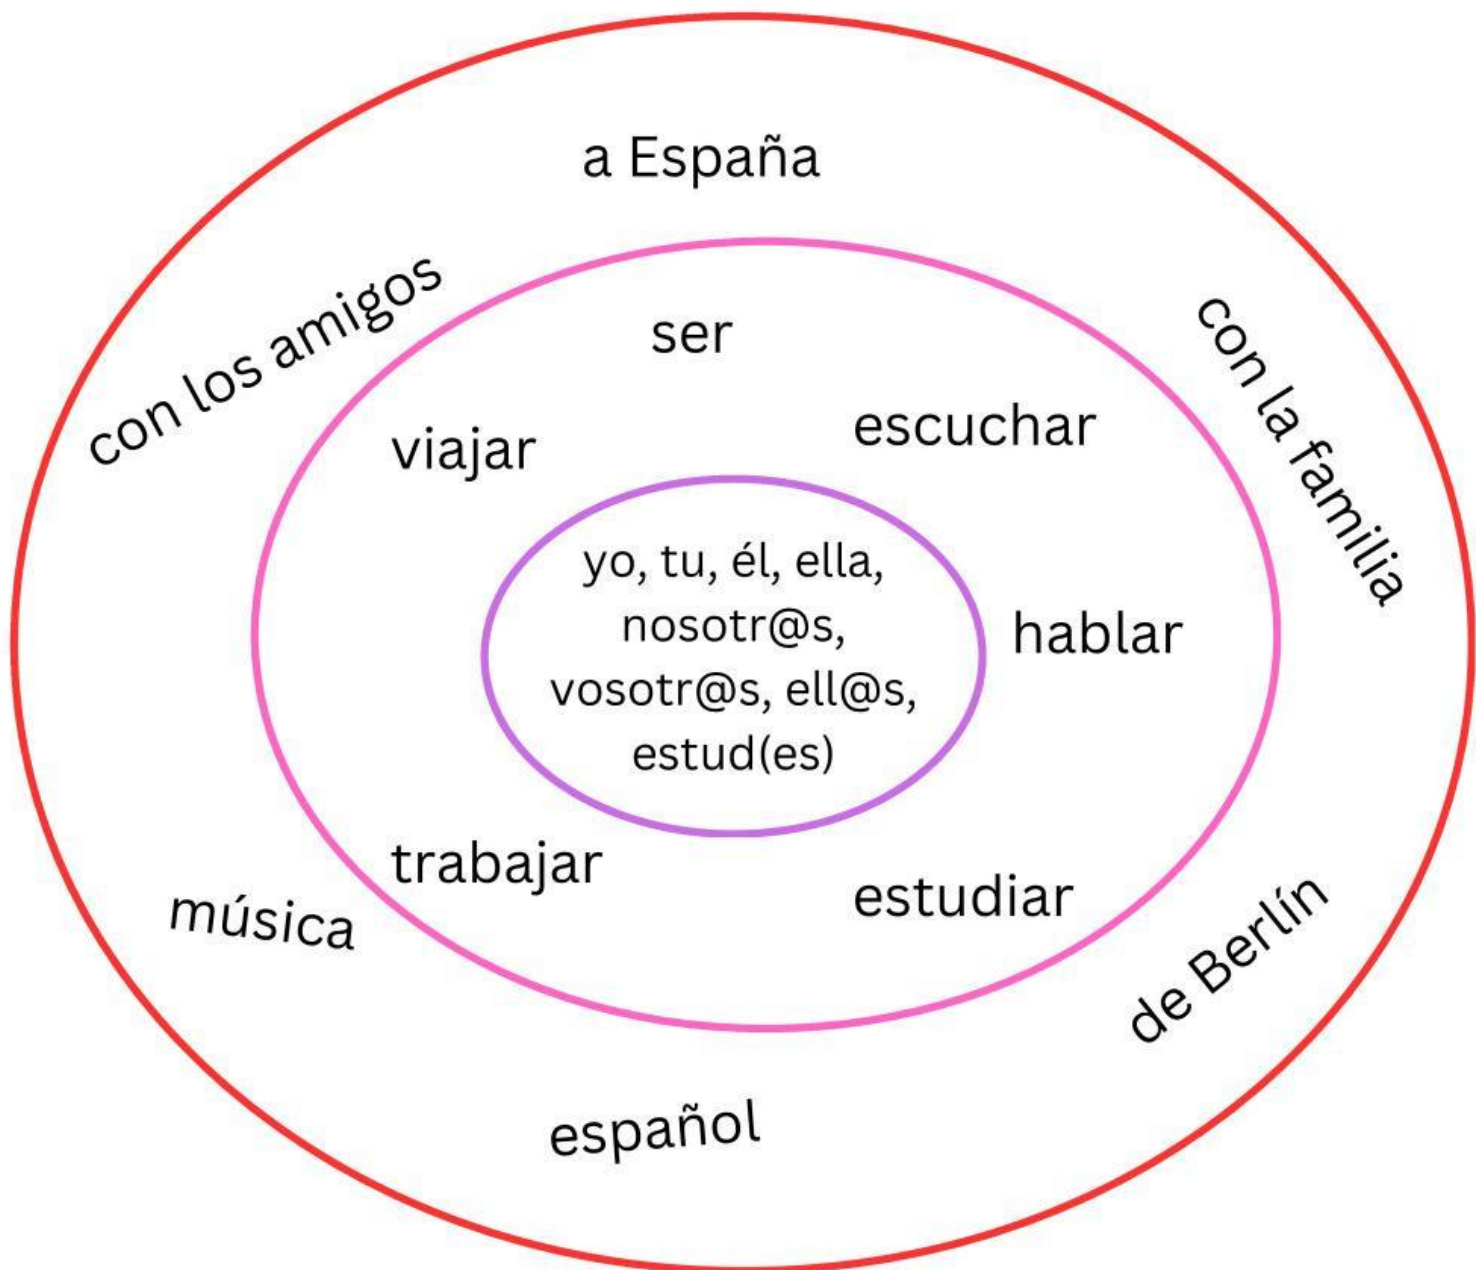 a España
con los amigos
con la familia
ser
viajar
escuchar
yo, tu, él, ella,
nosotr@s,
vosotr@s, ell@s,
estud(es)
hablar
trabajar
estudiar
música
de Berlín
español